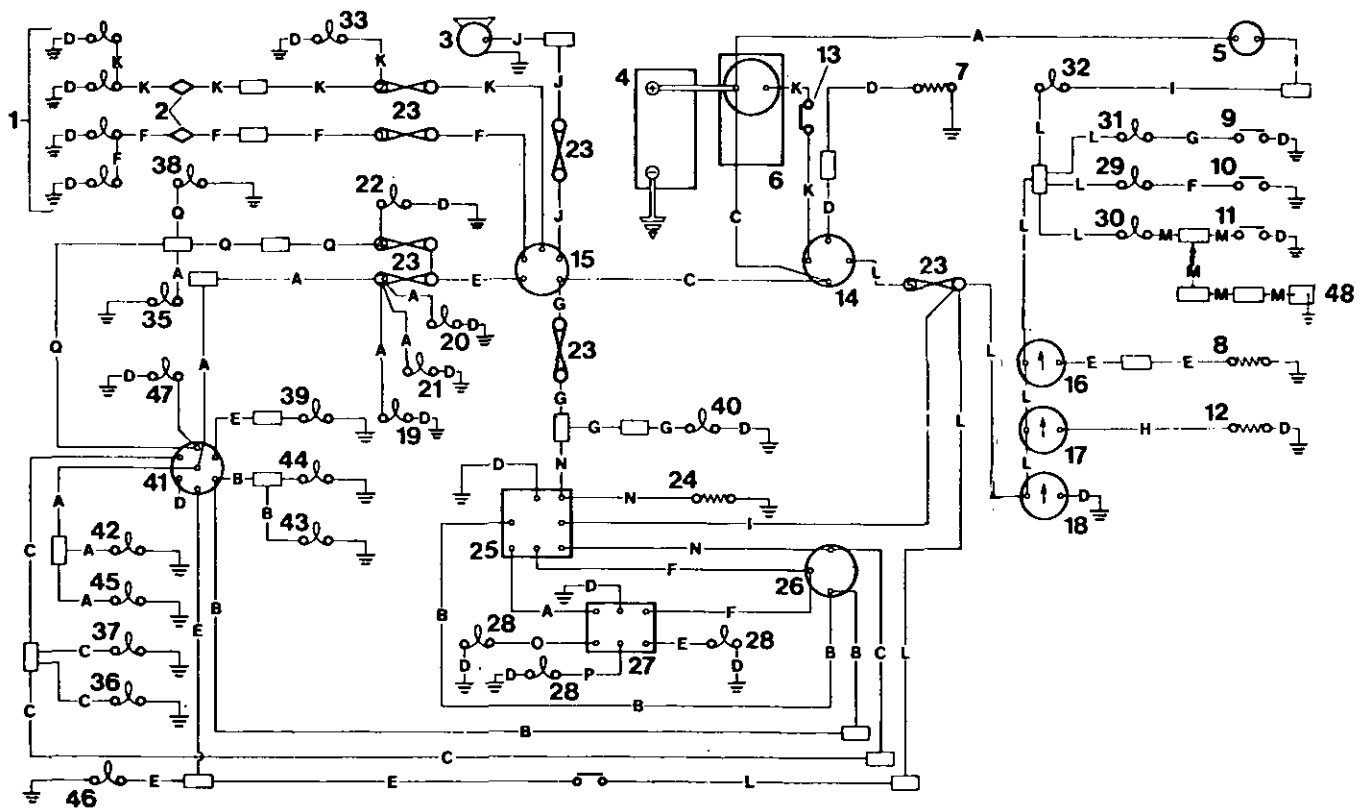 D 33 3 J A 5
K D 4 13 7 32
D K K K K K D I
1 2 23 6 31 9
D F F F F 23 L G D
F 38 22 K 29 10
D J D L F
Q D C L 30 M 11 M D
Q Q 23 15 14 L 23 M
A A E C M M 48
35 A A 20 D G 16 E E 8
Q 21 D 23 L
D 47 A G 17 H 12 D
E 39 19 D G G 40 D L
41 B 44 D N 24 18 D
D B N
A 43 25 I
C 42 A N
45 A B F 26
37 C B A D F B B C L
E 28 O 27 E 28
36 C D D P 28 D
C B
B
C
46 E E L